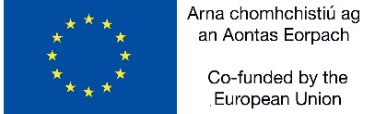 Arna chomhchistiú ag
an Aontas Eorpach
Co-funded by the
European Union